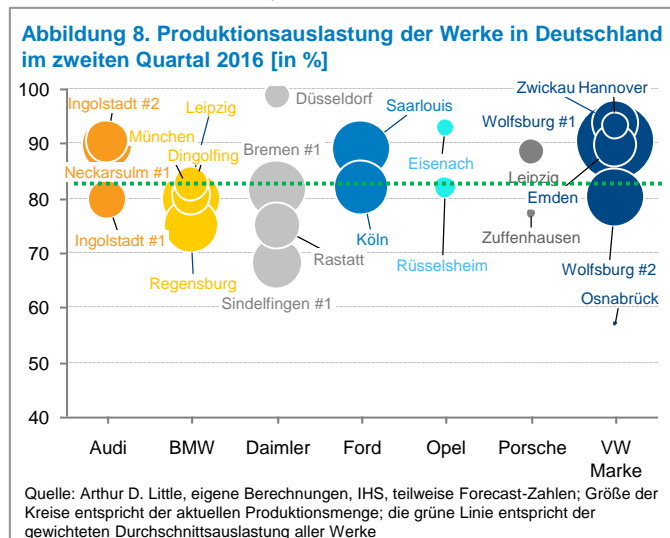 Abbildung 8. Produktionsauslastung der Werke in Deutschland
im zweiten Quartal 2016 [in %]
100
90
80
70
60
50
40
Ingolstadt #2
Neckarsulm #1
Ingolstadt #1
Leipzig
München
Dingolfing
Regensburg
Düsseldorf
Bremen #1
Rastatt
Sindelfingen #1
Saarlouis
Köln
Eisenach
Rüsselsheim
Leipzig
Zuffenhausen
Zwickau
Hannover
Wolfsburg #1
Emden
Wolfsburg #2
Osnabrück
Audi
BMW
Daimler
Ford
Opel
Porsche
VW
Marke
Quelle: Arthur D. Little, eigene Berechnungen, IHS, teilweise Forecast-Zahlen; Größe der
Kreise entspricht der aktuellen Produktionsmenge; die grüne Linie entspricht der
gewichteten Durchschnittsauslastung aller Werke